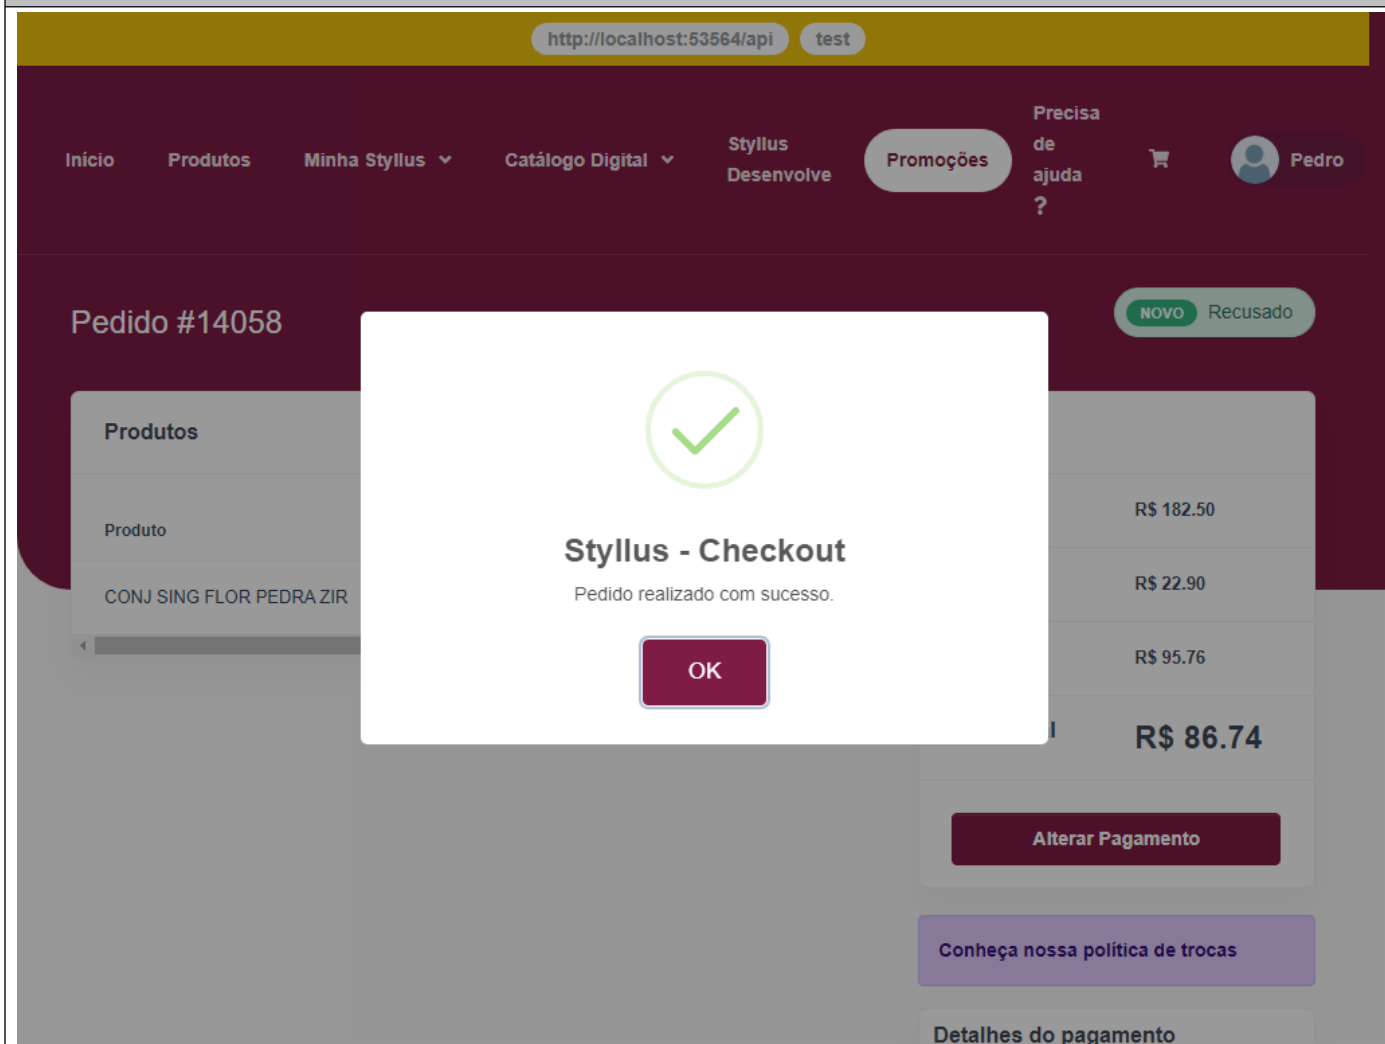 http://localhost:53564/api test
Início Produtos Minha Styllus Catálogo Digital Styllus Desenvolve Promoções Precisa de ajuda ? Pedro
Pedido #14058
NOVO Recusado
Produtos
Produto
CONJ SING FLOR PEDRA ZIR
Styllus - Checkout
Pedido realizado com sucesso.
OK
R$ 182.50
R$ 22.90
R$ 95.76
R$ 86.74
Alterar Pagamento
Conheça nossa política de trocas
Detalhes do pagamento